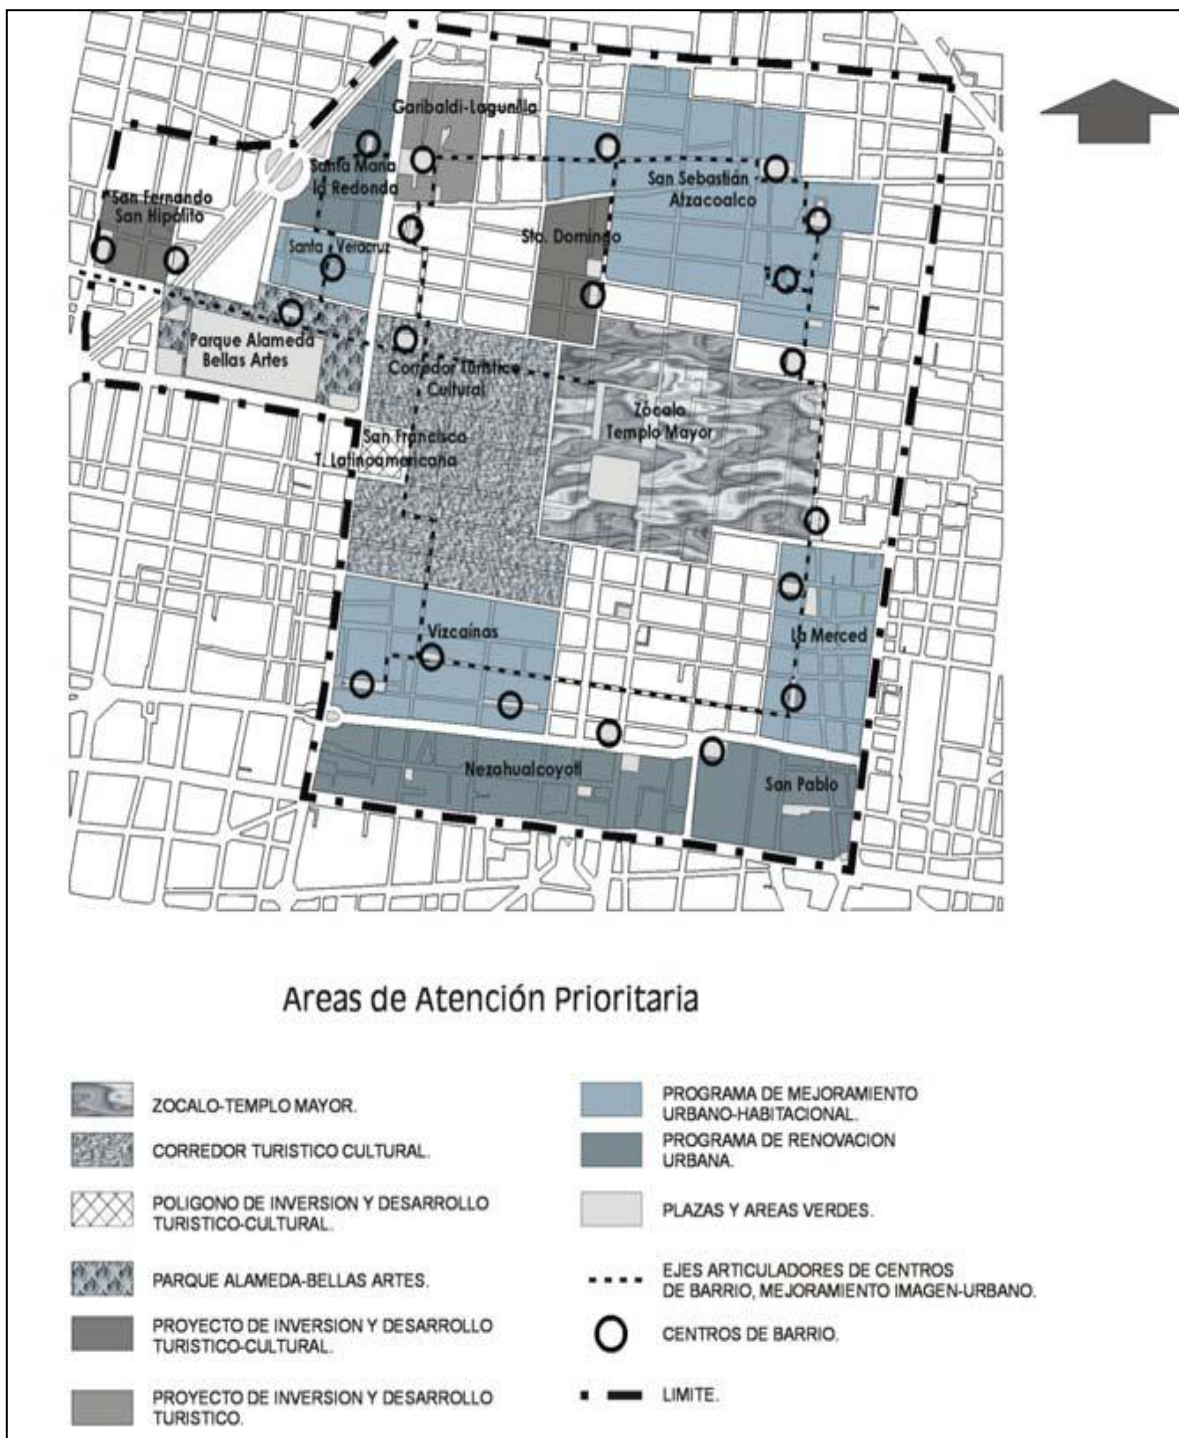 Garibaldi-Lagunilla
Santa Maria
la Redonda
San Fernando
San Hipólito
San Sebastián
Atzacoalco
Sto. Domingo
Santa Veracruz
Parque Alameda
Bellas Artes
Corredor Turistico
Cultural
Zócalo
Templo Mayor
San Francisco
T. Latinoamericana
Vizcaínas
La Merced
Nezahualcoyotl
San Pablo
Areas de Atención Prioritaria
ZOCALO-TEMPLO MAYOR.
CORREDOR TURISTICO CULTURAL.
POLIGONO DE INVERSION Y DESARROLLO
TURISTICO-CULTURAL.
PARQUE ALAMEDA-BELLAS ARTES.
PROYECTO DE INVERSION Y DESARROLLO
TURISTICO-CULTURAL.
PROYECTO DE INVERSION Y DESARROLLO
TURISTICO.
PROGRAMA DE MEJORAMIENTO
URBANO-HABITACIONAL.
PROGRAMA DE RENOVACION
URBANA.
PLAZAS Y AREAS VERDES.
EJES ARTICULADORES DE CENTROS
DE BARRIO, MEJORAMIENTO IMAGEN-URBANO.
CENTROS DE BARRIO.
LIMITE.